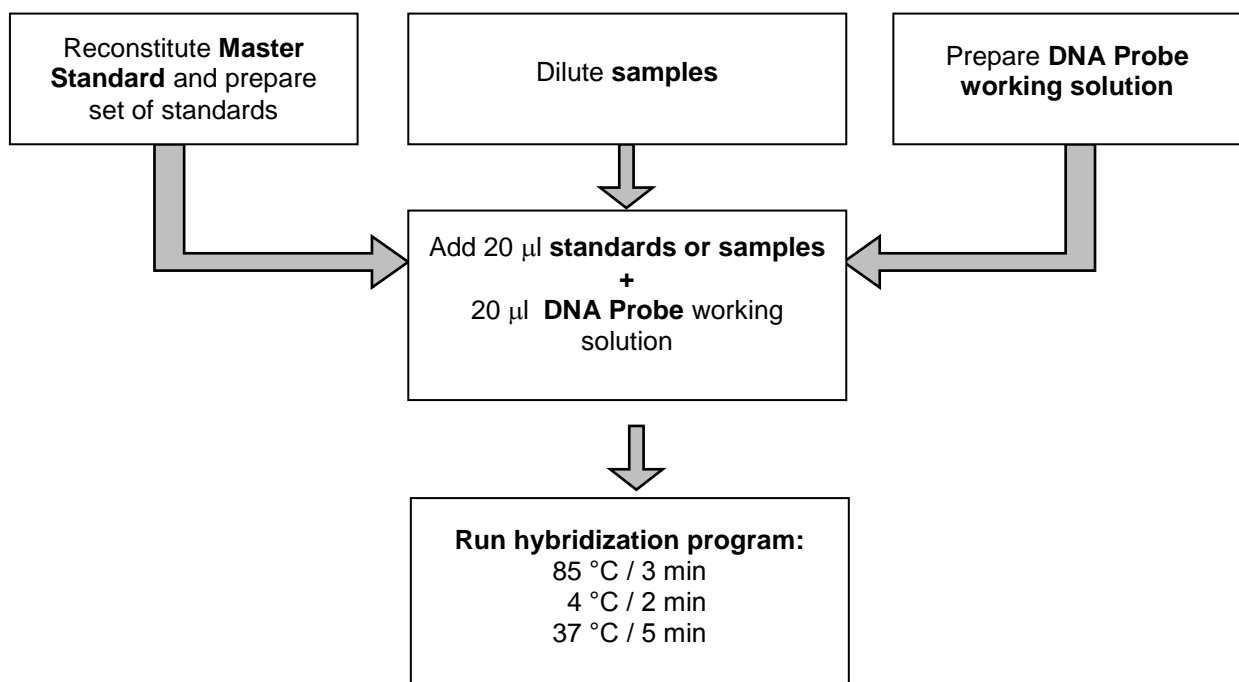 Reconstitute Master
Standard and prepare
set of standards
Dilute samples
Prepare DNA Probe
working solution
Add 20 μl standards or samples
+
20 μl DNA Probe working
solution
Run hybridization program:
85 °C / 3 min
4 °C / 2 min
37 °C / 5 min